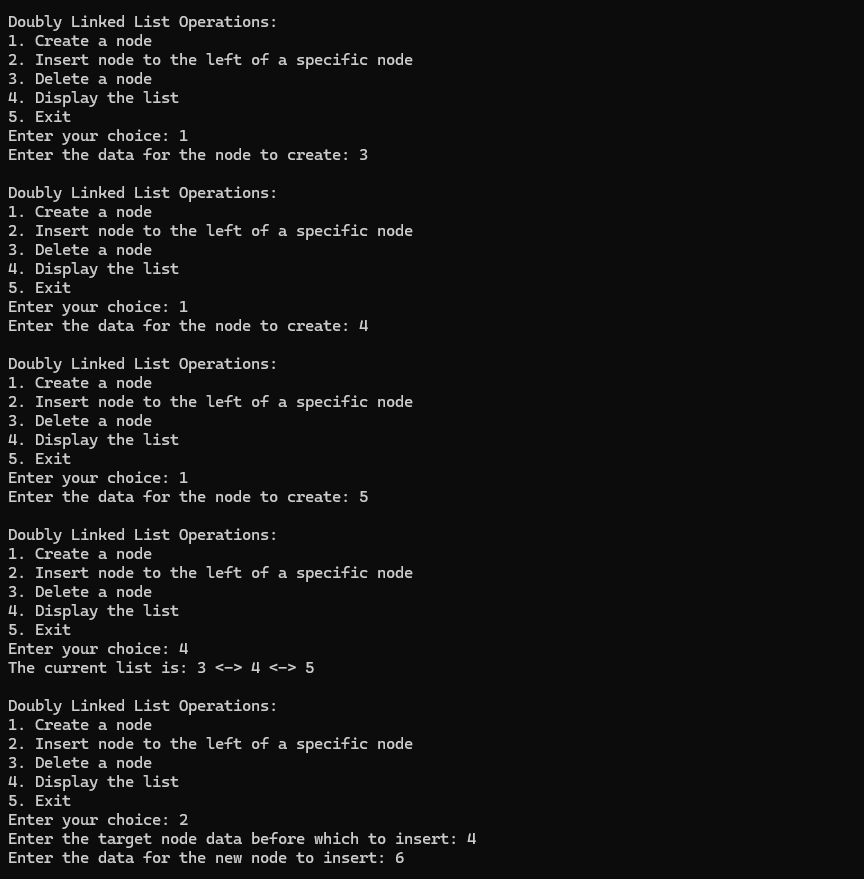 Doubly Linked List Operations:
1. Create a node
2. Insert node to the left of a specific node
3. Delete a node
4. Display the list
5. Exit
Enter your choice: 1
Enter the data for the node to create: 3
Doubly Linked List Operations:
1. Create a node
2. Insert node to the left of a specific node
3. Delete a node
4. Display the list
5. Exit
Enter your choice: 1
Enter the data for the node to create: 4
Doubly Linked List Operations:
1. Create a node
2. Insert node to the left of a specific node
3. Delete a node
4. Display the list
5. Exit
Enter your choice: 1
Enter the data for the node to create: 5
Doubly Linked List Operations:
1. Create a node
2. Insert node to the left of a specific node
3. Delete a node
4. Display the list
5. Exit
Enter your choice: 4
The current list is: 3 <-> 4 <-> 5
Doubly Linked List Operations:
1. Create a node
2. Insert node to the left of a specific node
3. Delete a node
4. Display the list
5. Exit
Enter your choice: 2
Enter the target node data before which to insert: 4
Enter the data for the new node to insert: 6